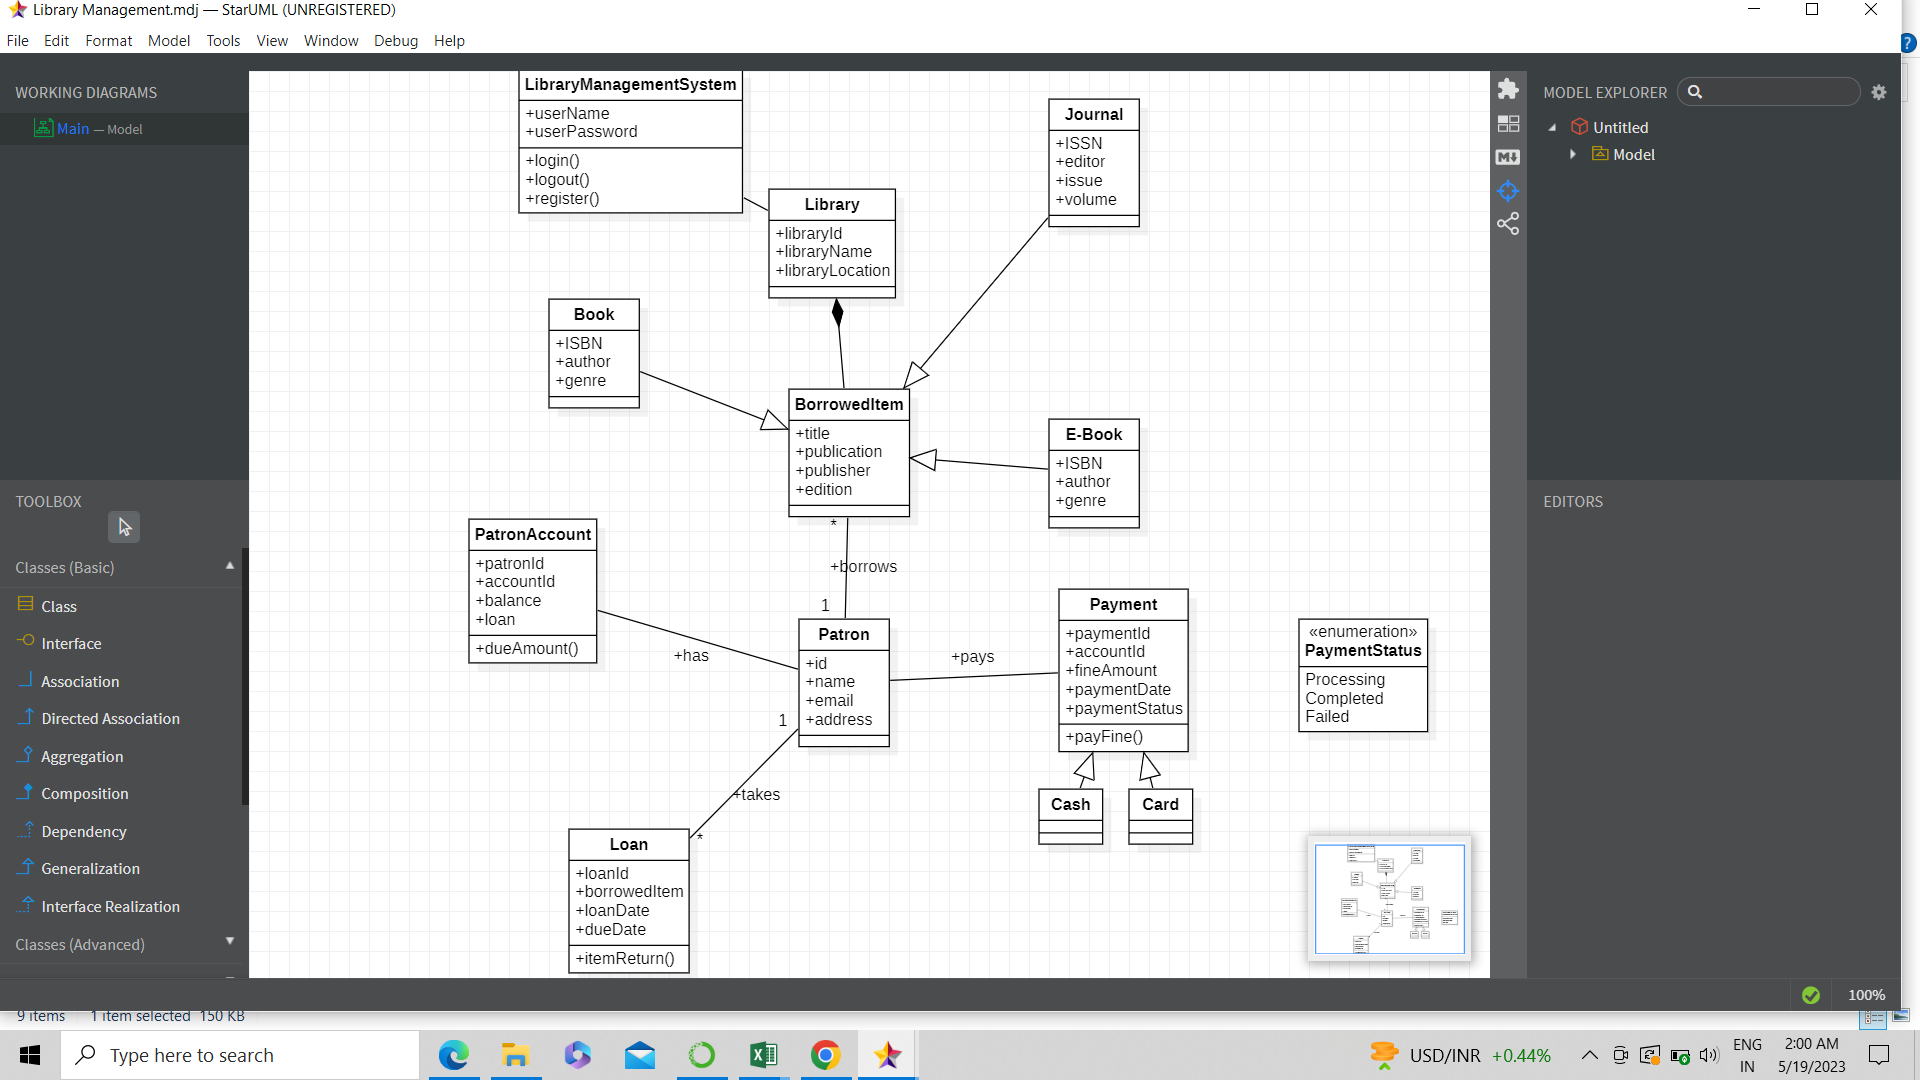 Library Management.mdj — StarUML (UNREGISTERED)
File Edit Format Model Tools View Window Debug Help
WORKING DIAGRAMS
Main — Model
TOOLBOX
Classes (Basic)
Class
Interface
Association
Directed Association
Aggregation
Composition
Dependency
Generalization
Interface Realization
Classes (Advanced)
LibraryManagementSystem
+userName
+userPassword
+login()
+logout()
+register()
Library
+libraryId
+libraryName
+libraryLocation
Journal
+ISSN
+editor
+issue
+volume
Book
+ISBN
+author
+genre
BorrowedItem
+title
+publication
+publisher
+edition
E-Book
+ISBN
+author
+genre
*
+borrows
1
PatronAccount
+patronId
+accountId
+balance
+loan
+dueAmount()
+has
Patron
+id
+name
+email
+address
+pays
Payment
+paymentId
+accountId
+fineAmount
+paymentDate
+paymentStatus
+payFine()
«enumeration»
PaymentStatus
Processing
Completed
Failed
1
+takes
*
Cash
Card
Loan
+loanId
+borrowedItem
+loanDate
+dueDate
+itemReturn()
M
MODEL EXPLORER
Untitled
Model
EDITORS
100%
?
9 items 1 item selected 150 KB
Type here to search
USD/INR +0.44%
ENG
IN
2:00 AM
5/19/2023